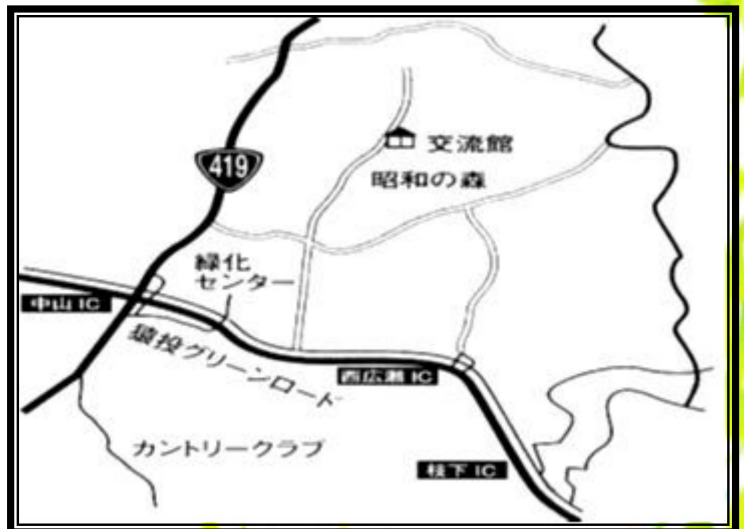 419
交流館
昭和の森
緑化
センター
中山 IC
猿投グリーンロード
西広瀬 IC
カントリークラブ
枝下 IC